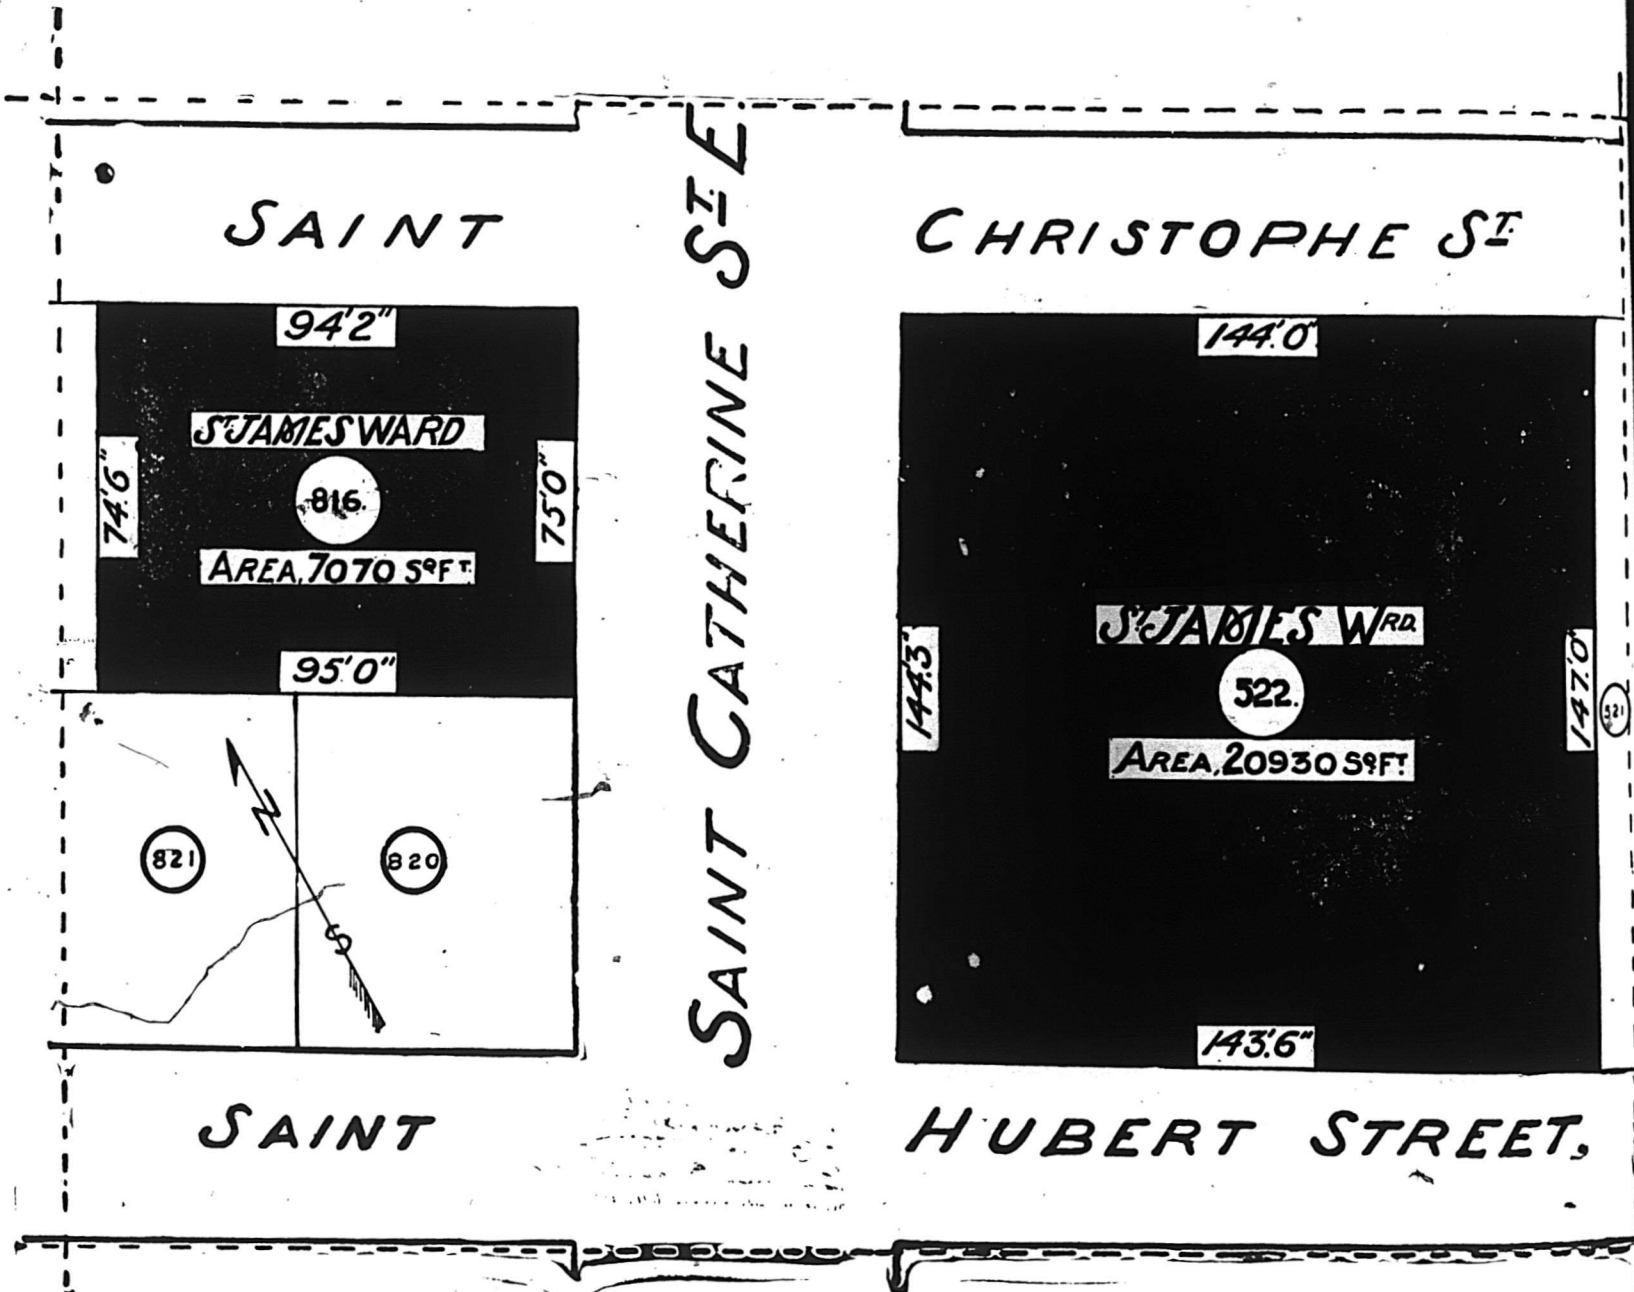 SAINT CHRISTOPHE ST.
SAINT CATHERINE ST. E
94'2"
ST. JAMES WARD
74'6"
816.
75'0"
AREA, 7070 SQ FT.
95'0"
821
820
N
S
144'.0"
ST. JAMES WRD.
144'.3"
522.
147'.0"
521
AREA, 20930 SQ FT.
143'.6"
SAINT HUBERT STREET,